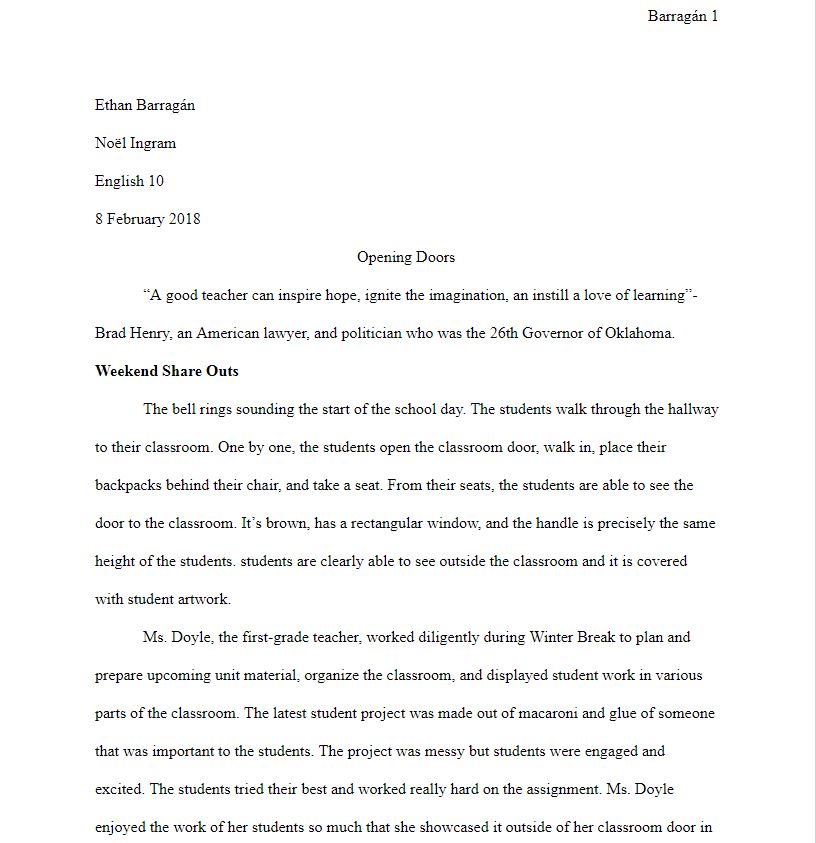 Barragán 1
Ethan Barragán
Noël Ingram
English 10
8 February 2018
Opening Doors
“A good teacher can inspire hope, ignite the imagination, an instill a love of learning”-
Brad Henry, an American lawyer, and politician who was the 26th Governor of Oklahoma.
Weekend Share Outs
The bell rings sounding the start of the school day. The students walk through the hallway
to their classroom. One by one, the students open the classroom door, walk in, place their
backpacks behind their chair, and take a seat. From their seats, the students are able to see the
door to the classroom. It’s brown, has a rectangular window, and the handle is precisely the same
height of the students. students are clearly able to see outside the classroom and it is covered
with student artwork.
Ms. Doyle, the first-grade teacher, worked diligently during Winter Break to plan and
prepare upcoming unit material, organize the classroom, and displayed student work in various
parts of the classroom. The latest student project was made out of macaroni and glue of someone
that was important to the students. The project was messy but students were engaged and
excited. The students tried their best and worked really hard on the assignment. Ms. Doyle
enjoyed the work of her students so much that she showcased it outside of her classroom door in